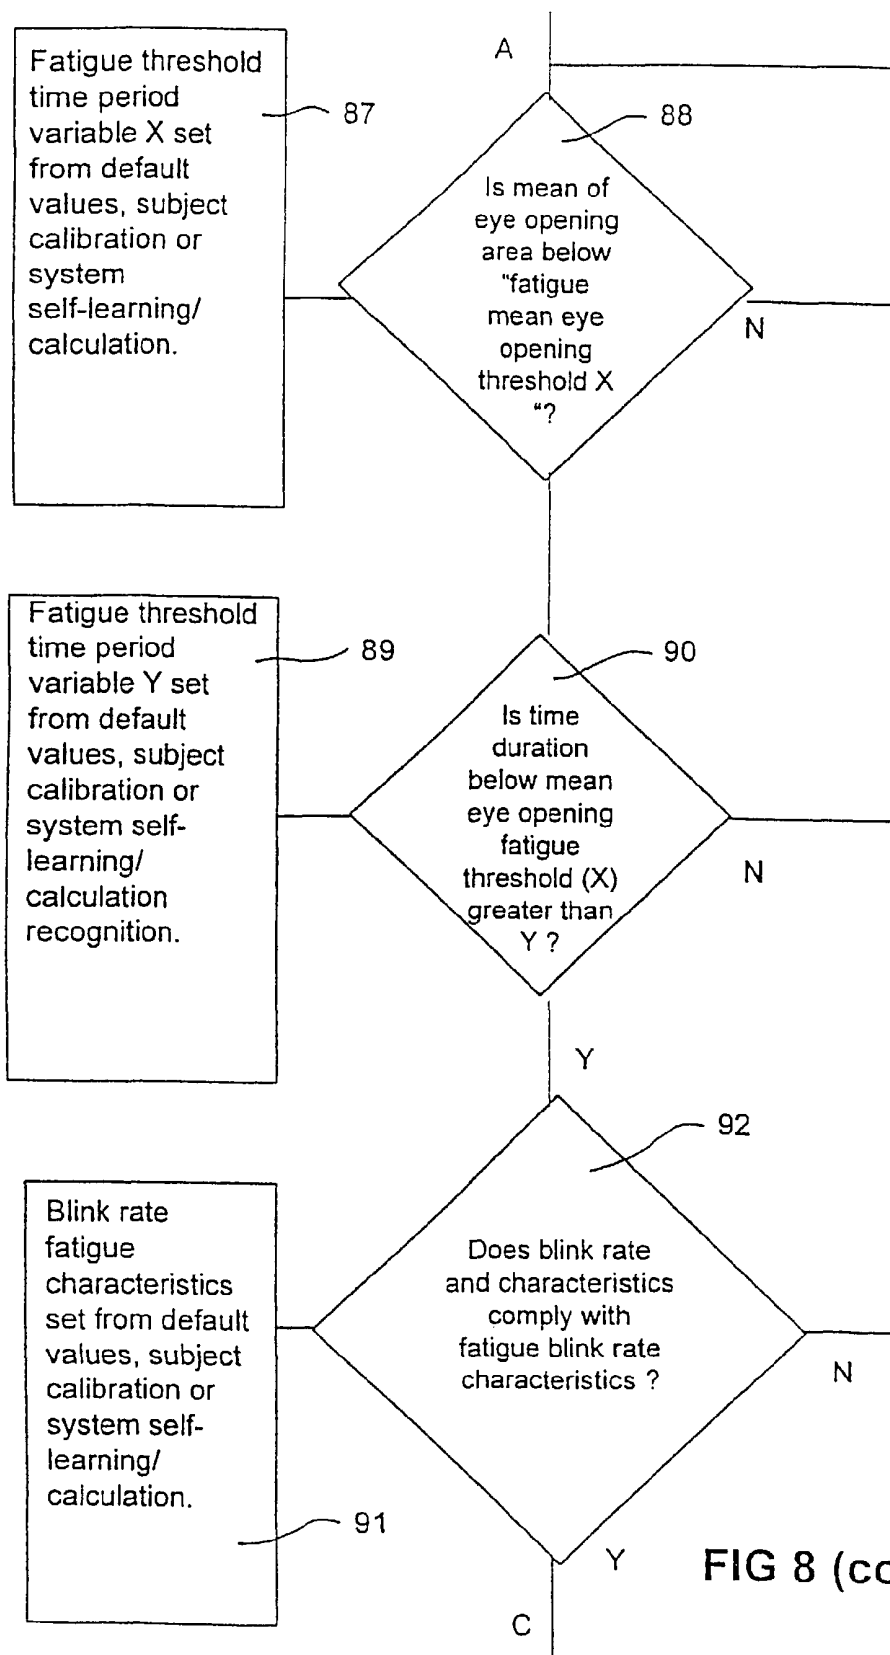 A
Fatigue threshold
time period
variable X set
from default
values, subject
calibration or
system
self-learning/
calculation.
87
88
Is mean of
eye opening
area below
"fatigue
mean eye
opening
threshold X
"?
N
Fatigue threshold
time period
variable Y set
from default
values, subject
calibration or
system self-
learning/
calculation
recognition.
89
90
Is time
duration
below mean
eye opening
fatigue
threshold (X)
greater than
Y ?
N
Y
92
Blink rate
fatigue
characteristics
set from default
values, subject
calibration or
system self-
learning/
calculation.
91
Does blink rate
and characteristics
comply with
fatigue blink rate
characteristics ?
N
Y
FIG 8 (co
C